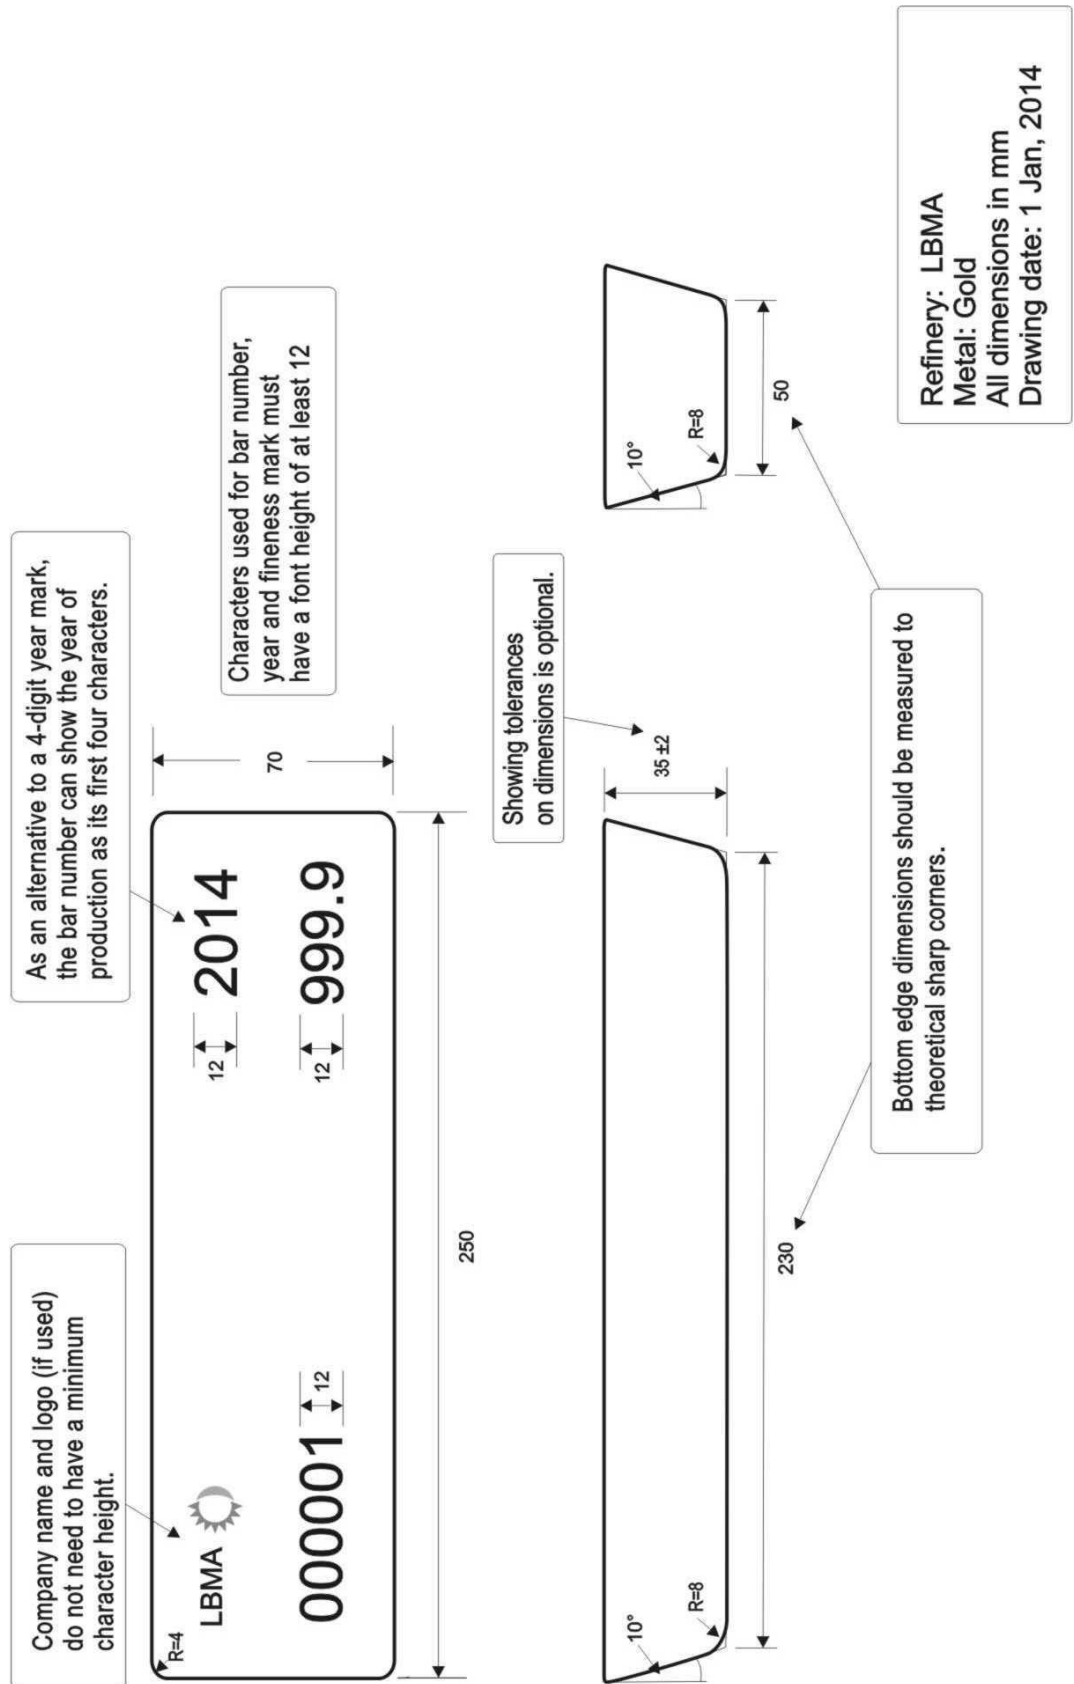 Company name and logo (if used)
do not need to have a minimum
character height.
As an alternative to a 4-digit year mark,
the bar number can show the year of
production as its first four characters.
R=4
LBMA
12
2014
000001
12
12
999.9
70
250
Characters used for bar number,
year and fineness mark must
have a font height of at least 12
Showing tolerances
on dimensions is optional.
35 ±2
10°
R=8
230
10°
R=8
50
Bottom edge dimensions should be measured to
theoretical sharp corners.
Refinery: LBMA
Metal: Gold
All dimensions in mm
Drawing date: 1 Jan, 2014